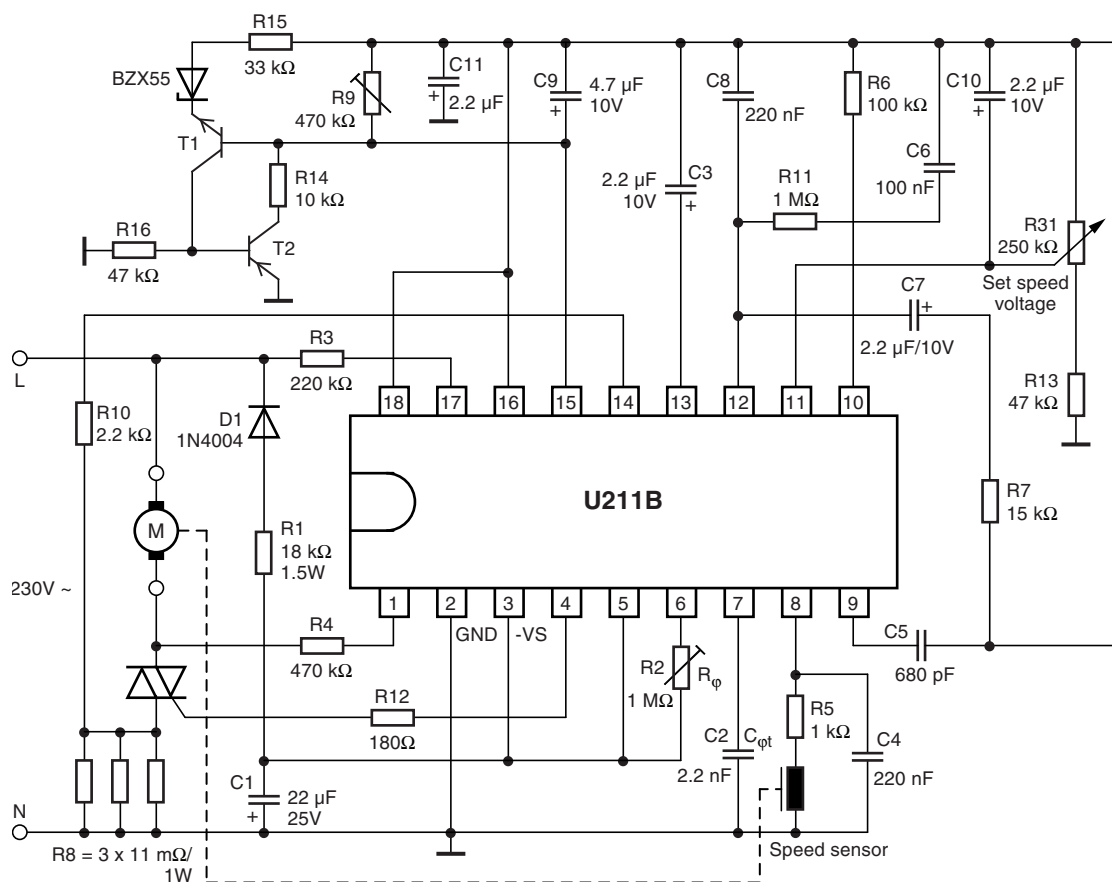 R15
33 kΩ
BZX55
T1
R9
470 kΩ
C11
+
2.2 μF
C9
4.7 μF
10V
+
R14
10 kΩ
R16
47 kΩ
T2
2.2 μF
10V
C3
+
C8
220 nF
R6
100 kΩ
C10
2.2 μF
10V
+
C6
100 nF
R11
1 MΩ
R31
250 kΩ
Set speed
voltage
C7
+
2.2 μF/10V
L
R3
220 kΩ
R10
2.2 kΩ
D1
1N4004
R13
47 kΩ
18 17 16 15 14 13 12 11 10
U211B
M
R1
18 kΩ
1.5W
R7
15 kΩ
230V ~
1 2 3 4 5 6 7 8 9
GND -VS
R4
470 kΩ
C5
680 pF
R2
1 MΩ
Rφ
R12
180Ω
R5
1 kΩ
C2
2.2 nF
Cφt
C4
220 nF
C1
22 μF
25V
+
N
R8 = 3 x 11 mΩ/
1W
Speed sensor